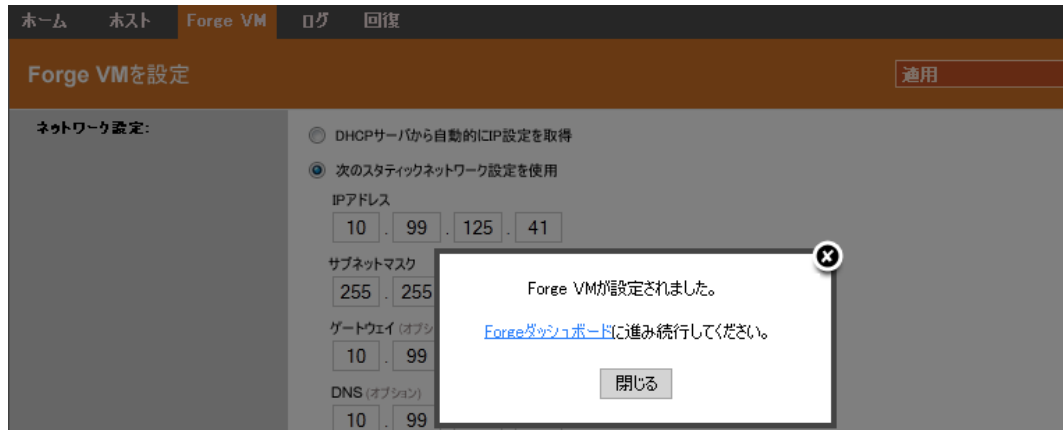 ホーム ホスト Forge VM ログ 回復
Forge VMを設定 適用
ネットワーク設定:
DHCPサーバから自動的にIP設定を取得
次のスタティックネットワーク設定を使用
IPアドレス
10 . 99 . 125 . 41
サブネットマスク
255 . 255
ゲートウェイ (オプシ
10 . 99
DNS (オプション)
10 . 99
Forge VMが設定されました。
Forgeダッシュボードに進み続行してください。
閉じる